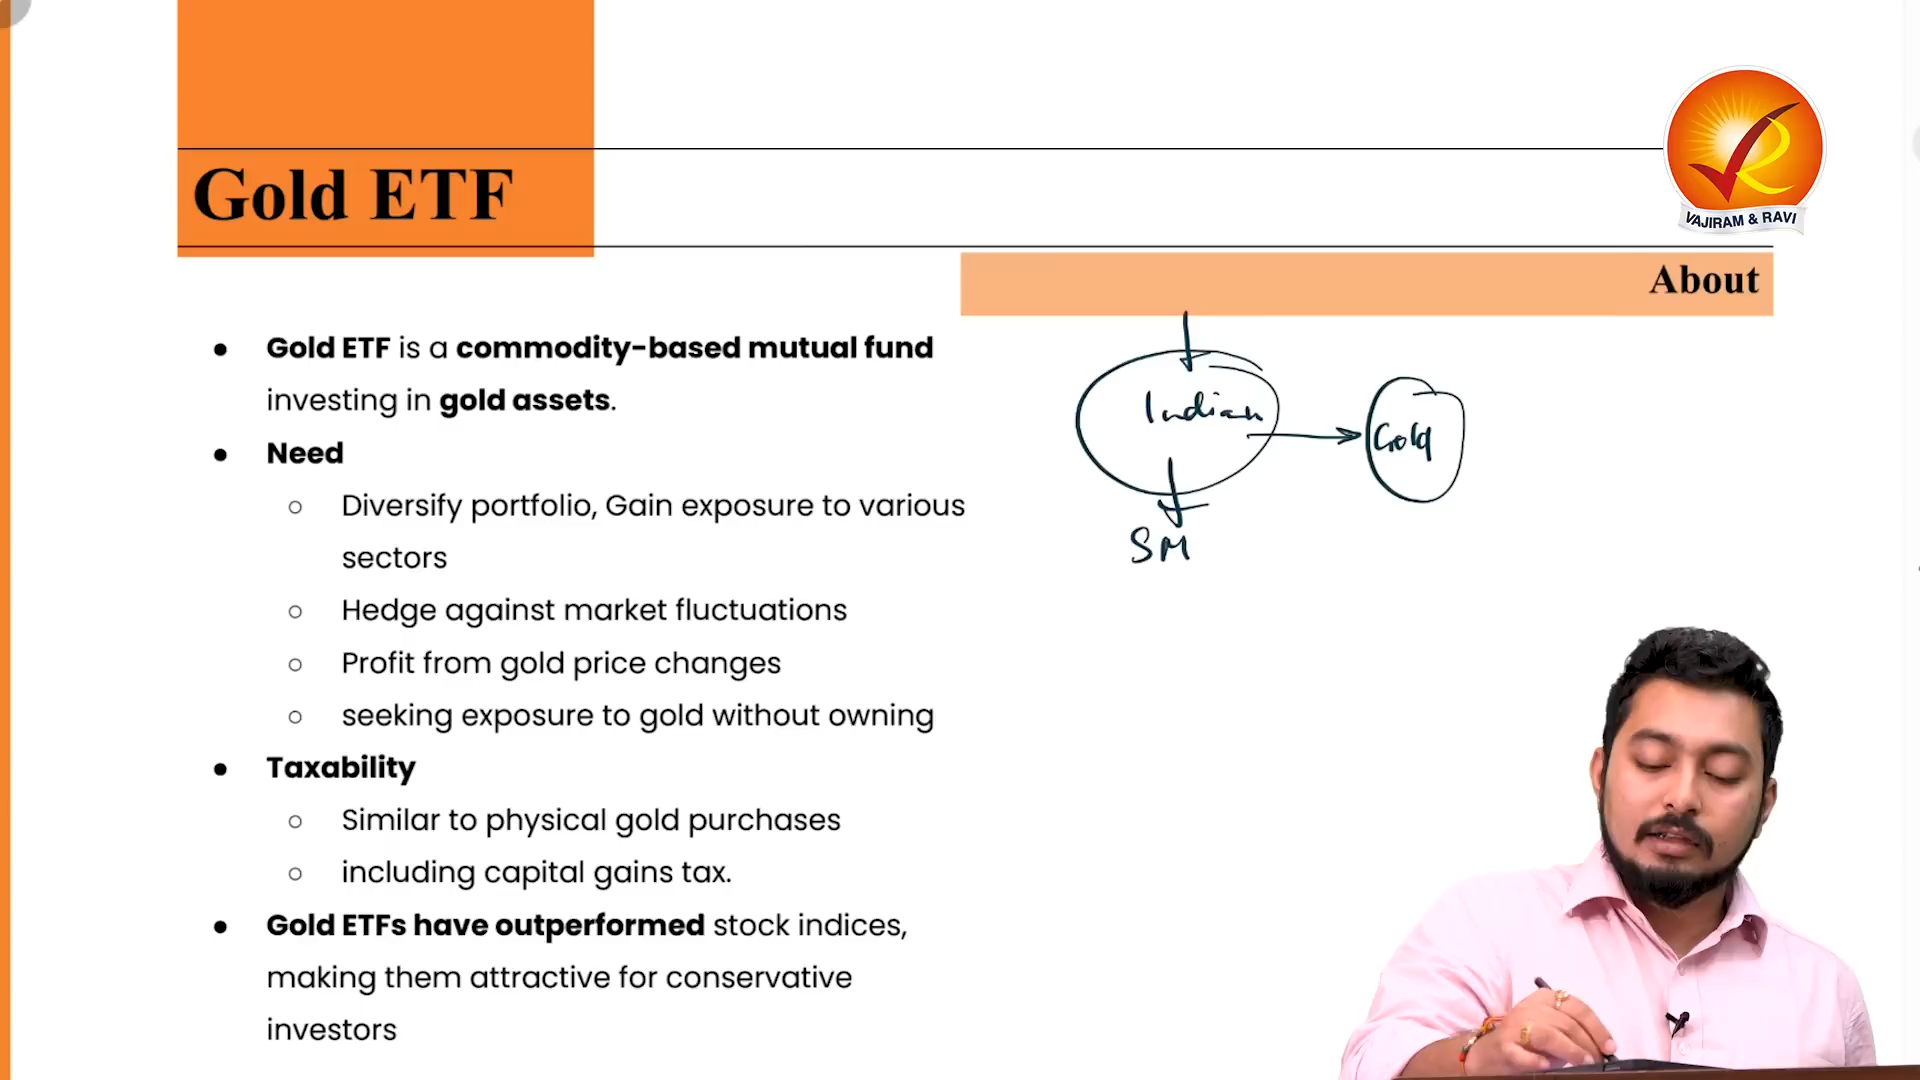 VAJIRAM & RAVI
Gold ETF
About
● Gold ETF is a commodity-based mutual fund
investing in gold assets.
● Need
○ Diversify portfolio, Gain exposure to various
sectors
○ Hedge against market fluctuations
○ Profit from gold price changes
○ seeking exposure to gold without owning
● Taxability
○ Similar to physical gold purchases
○ including capital gains tax.
● Gold ETFs have outperformed stock indices,
making them attractive for conservative
investors
Indian
Gold
SM